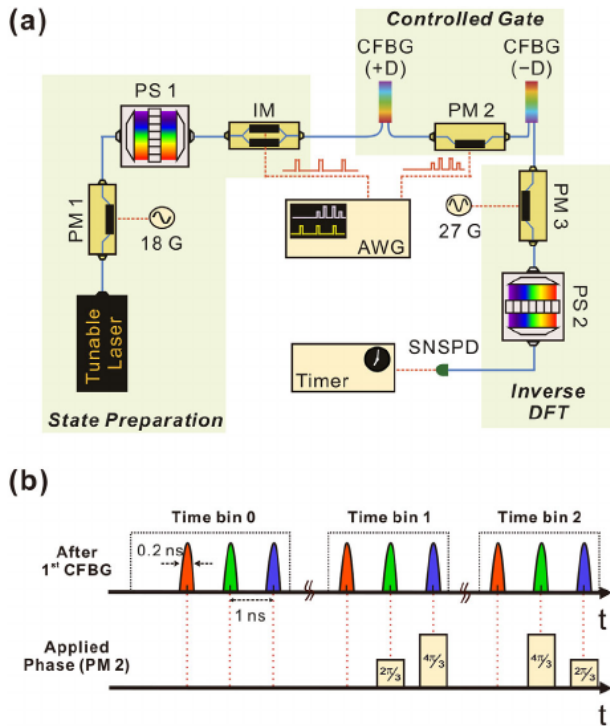 (a)
Controlled Gate
CFBG
(+D)
CFBG
(−D)
PS 1
IM
PM 2
PM 1
18 G
AWG
27 G
PM 3
PS 2
Tunable
Laser
SNSPD
Timer
State Preparation
Inverse
DFT
(b)
Time bin 0
Time bin 1
Time bin 2
After
1st CFBG
0.2 ns
1 ns
t
Applied
Phase (PM 2)
2π/3
4π/3
4π/3
2π/3
t